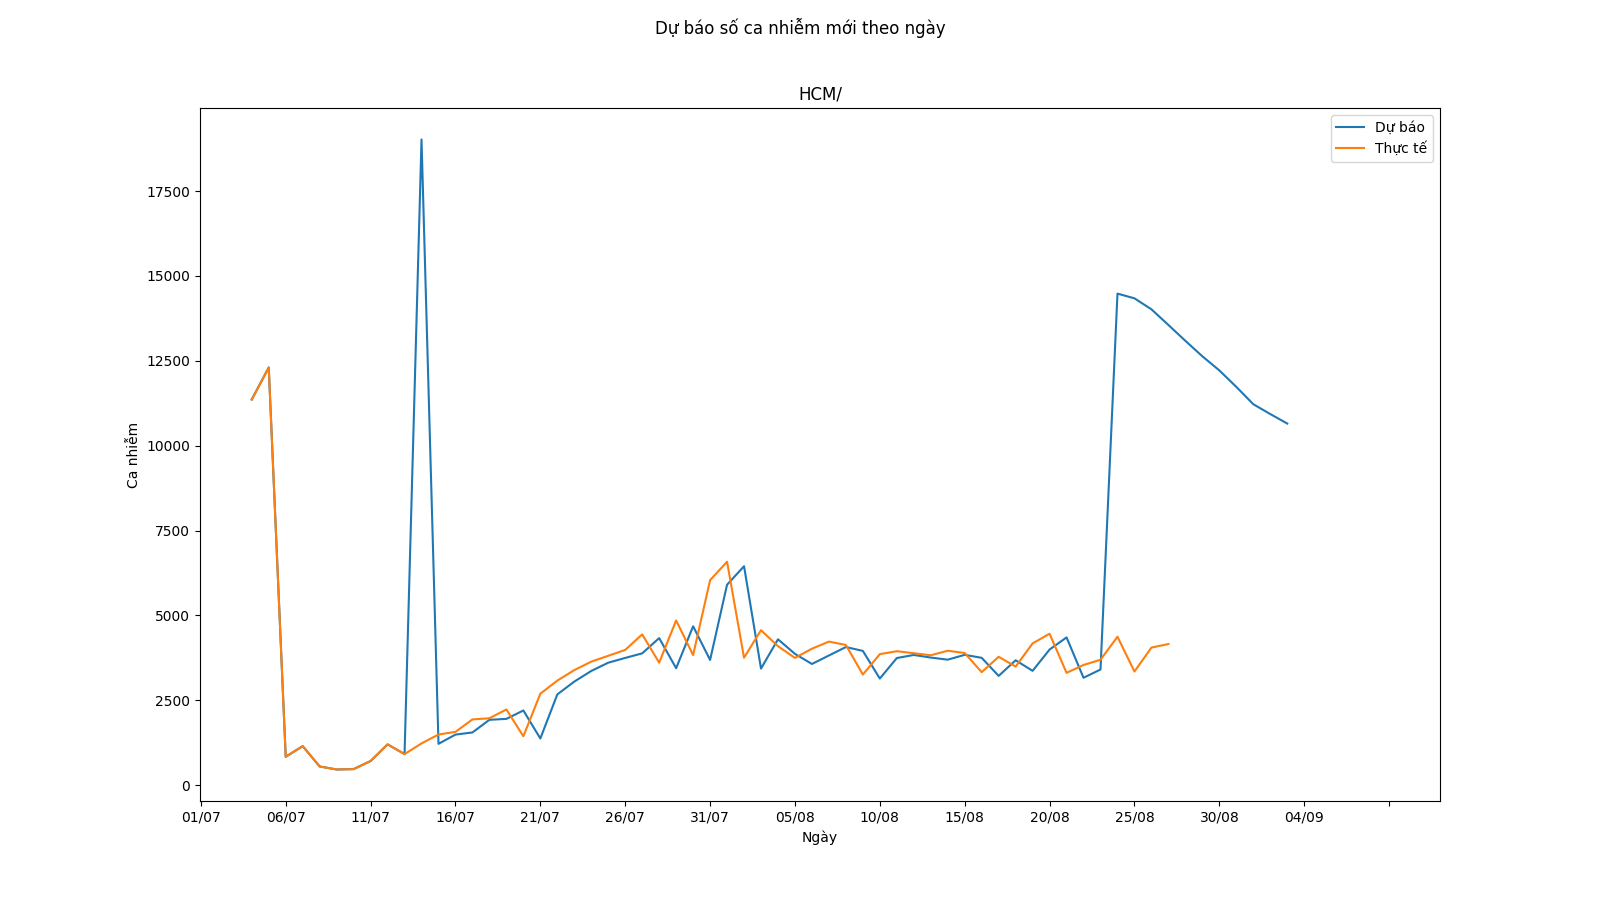 Dự báo số ca nhiễm mới theo ngày
HCM/
Dự báo
Thực tế
17500
15000
12500
10000
7500
5000
2500
0
Ca nhiễm
01/07 06/07 11/07 16/07 21/07 26/07 31/07 05/08 10/08 15/08 20/08 25/08 30/08 04/09
Ngày